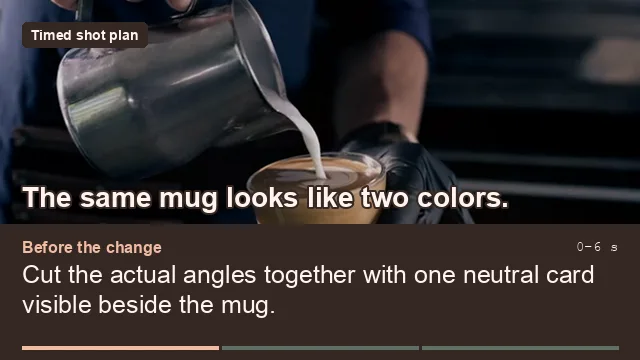 Timed shot plan
The same mug looks like two colors.
Before the change
0–6 s
Cut the actual angles together with one neutral card
visible beside the mug.